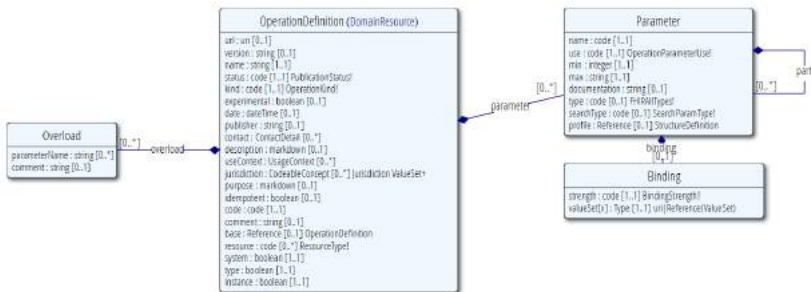 OperationDefinition (DomainResource)
url : uri [0..1]
version : string [0..1]
name : string [1..1]
status : code [1..1] PublicationStatus!
kind : code [1..1] OperationKind!
experimental : boolean [0..1]
date : dateTime [0..1]
publisher : string [0..1]
contact : ContactDetail [0..*]
description : markdown [0..1]
useContext : UsageContext [0..*]
jurisdiction : CodeableConcept [0..*] Jurisdiction ValueSet+
purpose : markdown [0..1]
idempotent : boolean [0..1]
code : code [1..1]
comment : string [0..1]
base : Reference [0..1] OperationDefinition
resource : code [0..*] ResourceType!
system : boolean [1..1]
type : boolean [1..1]
instance : boolean [1..1]
Overload
parameterName : string [0..*]
comment : string [0..1]
[0..*]
overload
parameter
[0..*]
Parameter
name : code [1..1]
use : code [1..1] OperationParameterUse!
min : integer [1..1]
max : string [1..1]
documentation : string [0..1]
type : code [0..1] FHIRAllTypes!
searchType : code [0..1] SearchParamType!
profile : Reference [0..1] StructureDefinition
part
[0..*]
binding
[0..1]
Binding
strength : code [1..1] BindingStrength!
valueSet[x] : Type [1..1] uri|Reference(ValueSet)